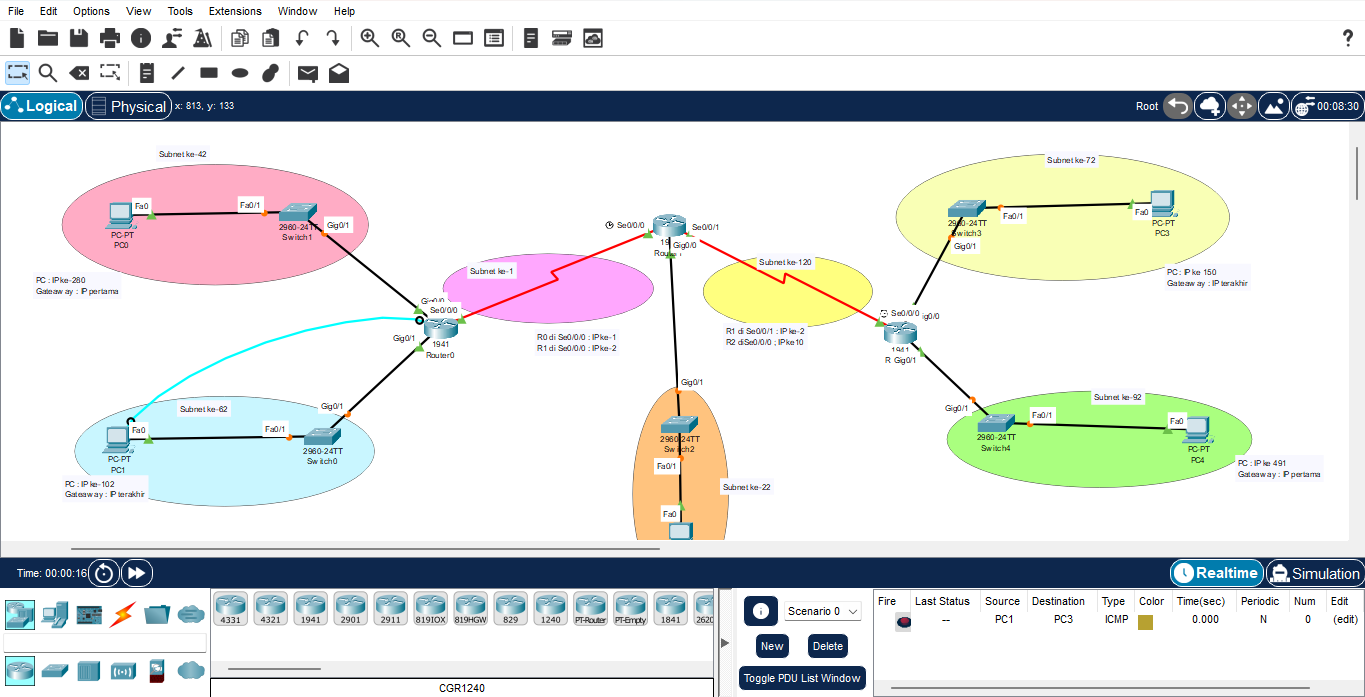 File Edit Options View Tools Extensions Window Help
?
Logical Physical x: 813, y: 133 Root 00:08:30
Subnet ke-42
Fa0 Fa0/1 2960-24TT Switch1 Gig0/1
PC-PT
PC0
PC : IP ke-280
Gateaway : IP pertama
Subnet ke-1
Se0/0/0
1941
Router0
Gig0/1
R0 di Se0/0/0 : IP ke-1
R1 di Se0/0/0 : IP ke-2
Se0/0/0 Se0/0/1
Gig0/0
Subnet ke-120
R1 di Se0/0/1 : IP ke-2
R2 diSe0/0/0 ; IP ke10
Subnet ke-72
2960-24TT
Switch3
Fa0/1 Fa0
Gig0/1
PC-PT
PC3
PC : IP ke 150
Gateaway : IP terakhir
Se0/0/0 ig0/0
1941
R Gig0/1
Subnet ke-62
Gig0/1
Fa0 Fa0/1
PC-PT
PC1
2960-24TT
Switch0
PC : IP ke-102
Gateaway : IP terakhir
Gig0/1
2960-24TT
Switch2
Fa0/1
Subnet ke-22
Fa0
Subnet ke-92
Gig0/1 Fa0/1 Fa0
2960-24TT
Switch4
PC-PT
PC4
PC : IP ke 491
Gateaway : IP pertama
Time: 00:00:16 Realtime Simulation
4331 4321 1941 2901 2911 819IOX 819HGW 829 1240 PT-Router PT-Empty 1841 2620
CGR1240
Scenario 0
New Delete
Toggle PDU List Window
Fire Last Status Source Destination Type Color Time(sec) Periodic Num Edit
-- PC1 PC3 ICMP 0.000 N 0 (edit)